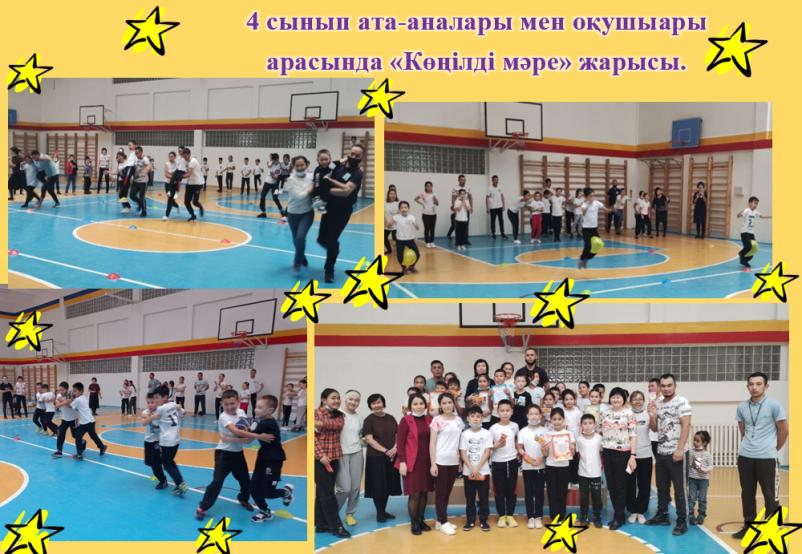 4 сынып ата-аналары мен оқушыары
арасында «Көңілді мәре» жарысы.